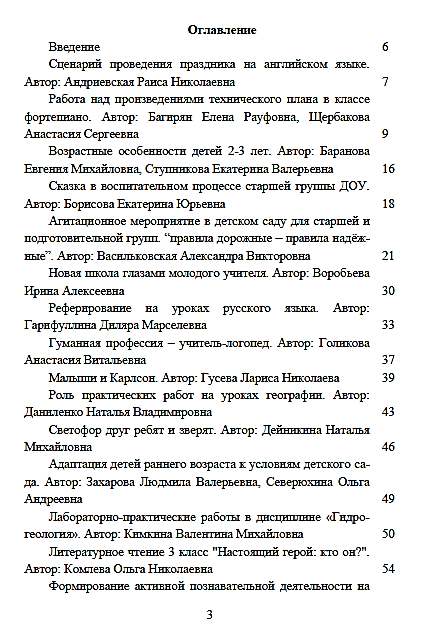 Оглавление
Введение 6
Сценарий проведения праздника на английском языке.
Автор: Андриевская Раиса Николаевна 7
Работа над произведениями технического плана в классе
фортепиано. Автор: Багирян Елена Рауфовна, Щербакова
Анастасия Сергеевна 9
Возрастные особенности детей 2-3 лет. Автор: Баранова
Евгения Михайловна, Ступникова Екатерина Валерьевна 16
Сказка в воспитательном процессе старшей группы ДОУ.
Автор: Борисова Екатерина Юрьевна 18
Агитационное мероприятие в детском саду для старшей и
подготовительной групп. “правила дорожные – правила надёж-
ные”. Автор: Васильковская Александра Викторовна 21
Новая школа глазами молодого учителя. Автор: Воробьева
Ирина Алексеевна 30
Реферирование на уроках русского языка. Автор:
Гарифуллина Диляра Марселевна 33
Гуманная профессия – учитель-логопед. Автор: Голикова
Анастасия Витальевна 37
Малыши и Карлсон. Автор: Гусева Лариса Николаева 39
Роль практических работ на уроках географии. Автор:
Даниленко Наталья Владимировна 43
Светофор друг ребят и зверят. Автор: Дейникина Наталья
Михайловна 46
Адаптация детей раннего возраста к условиям детского са-
да. Автор: Захарова Людмила Валерьевна, Северюхина Ольга
Андреевна 49
Лабораторно-практические работы в дисциплине «Гидро-
геология». Автор: Кимкина Валентина Михайловна 50
Литературное чтение 3 класс "Настоящий герой: кто он?".
Автор: Комлева Ольга Николаевна 54
Формирование активной познавательной деятельности на
3